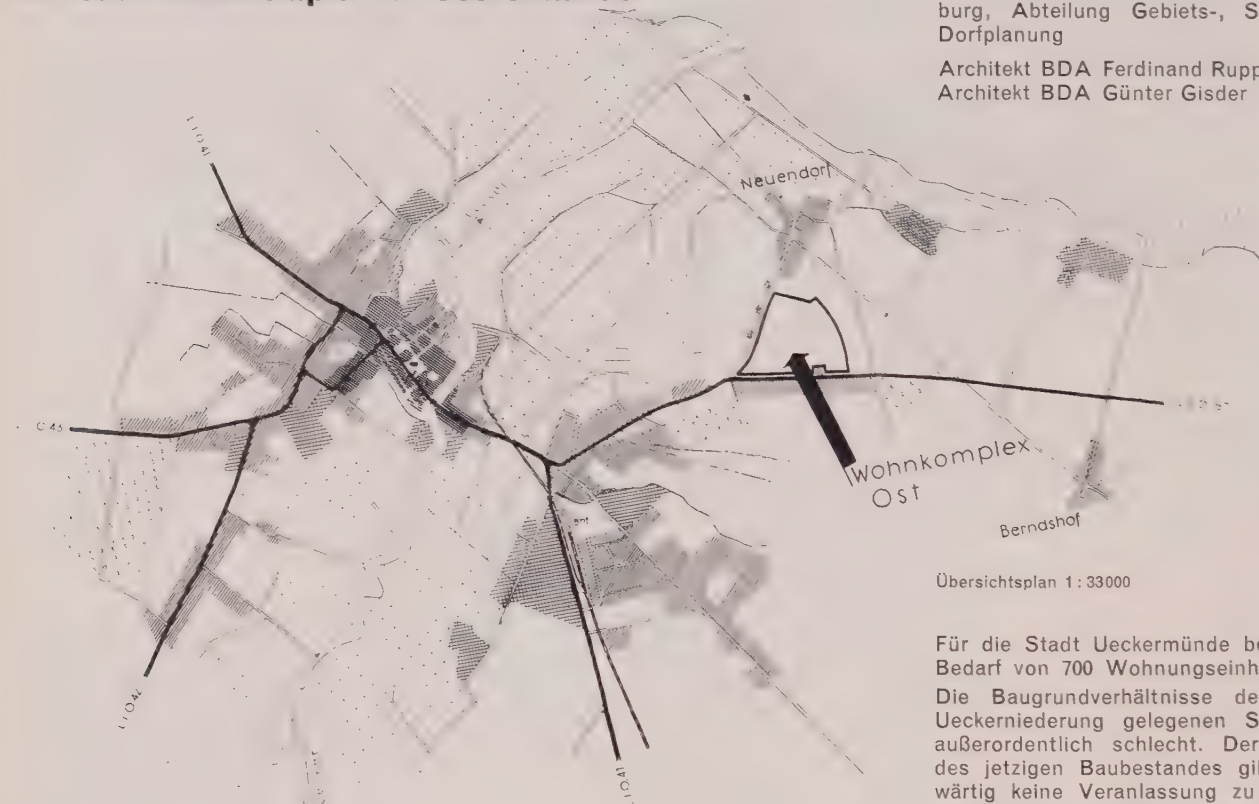 burg, Abteilung Gebiets-, S
Dorfplanung
Architekt BDA Ferdinand Rupp
Architekt BDA Günter Gisder
Neuendorf
Wohnkomplex
Ost
Berndshof
Übersichtsplan 1 : 33000
Für die Stadt Ueckermünde be
Bedarf von 700 Wohnungseinh
Die Baugrundverhältnisse de
Ueckerniederung gelegenen S
außerordentlich schlecht. Der
des jetzigen Baubestandes gil
wärtig keine Veranlassung zu